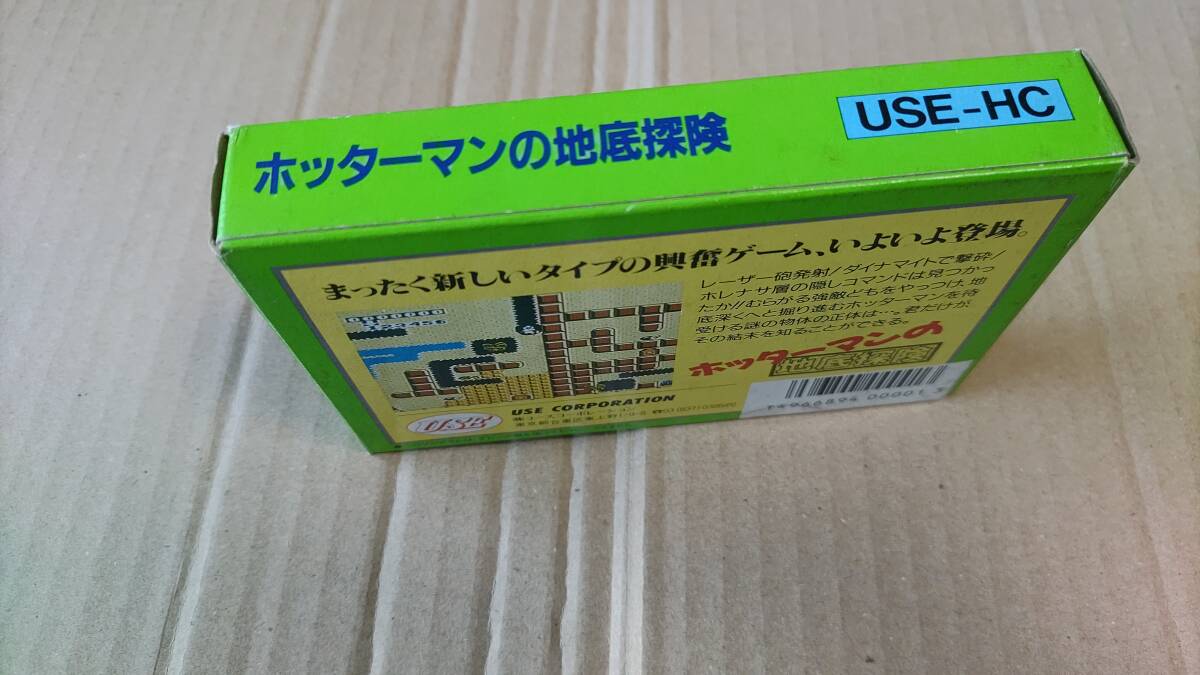 ホッターマンの地底探険
USE-HC
まったく新しいタイプの興奮ゲーム、いよいよ登場。
レーザー砲発射!ダイナマイトで撃砕!
ホレナサ層の隠しコマンドは見つかっ
たか!!むらがる強敵どもをやっつけ、地
底深くへと掘り進むホッターマンを待
受ける謎の物体の正体は…。君だけが
その結末を知ることができる。
0000000
ホッターマンの
地底探険
USE CORPORATION